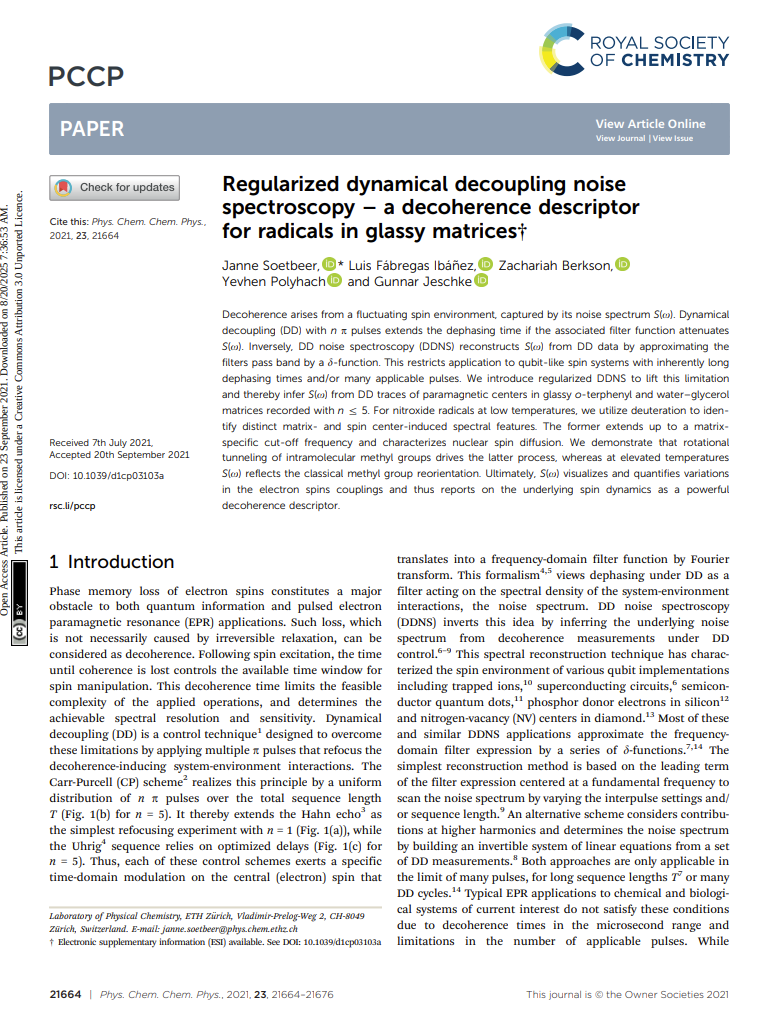 ROYAL SOCIETY
OF CHEMISTRY
PCCP
PAPER
View Article Online
View Journal | View Issue
Check for updates
Cite this: Phys. Chem. Chem. Phys.,
2021, 23, 21664
Received 7th July 2021,
Accepted 20th September 2021
DOI: 10.1039/d1cp03103a
rsc.li/pccp
Open Access Article. Published on 23 September 2021. Downloaded on 8/20/2025 7:36:53 AM.
This article is licensed under a Creative Commons Attribution 3.0 Unported Licence.
cc BY
Regularized dynamical decoupling noise
spectroscopy – a decoherence descriptor
for radicals in glassy matrices†
Janne Soetbeer, iD * Luis Fábregas Ibáñez, iD Zachariah Berkson, iD
Yevhen Polyhach iD and Gunnar Jeschke iD
Decoherence arises from a fluctuating spin environment, captured by its noise spectrum S(ω). Dynamical
decoupling (DD) with n π pulses extends the dephasing time if the associated filter function attenuates
S(ω). Inversely, DD noise spectroscopy (DDNS) reconstructs S(ω) from DD data by approximating the
filters pass band by a δ-function. This restricts application to qubit-like spin systems with inherently long
dephasing times and/or many applicable pulses. We introduce regularized DDNS to lift this limitation
and thereby infer S(ω) from DD traces of paramagnetic centers in glassy o-terphenyl and water–glycerol
matrices recorded with n ≤ 5. For nitroxide radicals at low temperatures, we utilize deuteration to iden-
tify distinct matrix- and spin center-induced spectral features. The former extends up to a matrix-
specific cut-off frequency and characterizes nuclear spin diffusion. We demonstrate that rotational
tunneling of intramolecular methyl groups drives the latter process, whereas at elevated temperatures
S(ω) reflects the classical methyl group reorientation. Ultimately, S(ω) visualizes and quantifies variations
in the electron spins couplings and thus reports on the underlying spin dynamics as a powerful
decoherence descriptor.
1 Introduction
Phase memory loss of electron spins constitutes a major
obstacle to both quantum information and pulsed electron
paramagnetic resonance (EPR) applications. Such loss, which
is not necessarily caused by irreversible relaxation, can be
considered as decoherence. Following spin excitation, the time
until coherence is lost controls the available time window for
spin manipulation. This decoherence time limits the feasible
complexity of the applied operations, and determines the
achievable spectral resolution and sensitivity. Dynamical
decoupling (DD) is a control technique1 designed to overcome
these limitations by applying multiple π pulses that refocus the
decoherence-inducing system-environment interactions. The
Carr-Purcell (CP) scheme2 realizes this principle by a uniform
distribution of n π pulses over the total sequence length
T (Fig. 1(b) for n = 5). It thereby extends the Hahn echo3 as
the simplest refocusing experiment with n = 1 (Fig. 1(a)), while
the Uhrig4 sequence relies on optimized delays (Fig. 1(c) for
n = 5). Thus, each of these control schemes exerts a specific
time-domain modulation on the central (electron) spin that
Laboratory of Physical Chemistry, ETH Zürich, Vladimir-Prelog-Weg 2, CH-8049
Zürich, Switzerland. E-mail: janne.soetbeer@phys.chem.ethz.ch
† Electronic supplementary information (ESI) available. See DOI: 10.1039/d1cp03103a
translates into a frequency-domain filter function by Fourier
transform. This formalism4,5 views dephasing under DD as a
filter acting on the spectral density of the system-environment
interactions, the noise spectrum. DD noise spectroscopy
(DDNS) inverts this idea by inferring the underlying noise
spectrum from decoherence measurements under DD
control.6–9 This spectral reconstruction technique has charac-
terized the spin environment of various qubit implementations
including trapped ions,10 superconducting circuits,6 semicon-
ductor quantum dots,11 phosphor donor electrons in silicon12
and nitrogen-vacancy (NV) centers in diamond.13 Most of these
and similar DDNS applications approximate the frequency-
domain filter expression by a series of δ-functions.7,14 The
simplest reconstruction method is based on the leading term
of the filter expression centered at a fundamental frequency to
scan the noise spectrum by varying the interpulse settings and/
or sequence length.9 An alternative scheme considers contribu-
tions at higher harmonics and determines the noise spectrum
by building an invertible system of linear equations from a set
of DD measurements.8 Both approaches are only applicable in
the limit of many pulses, for long sequence lengths T7 or many
DD cycles.14 Typical EPR applications to chemical and biologi-
cal systems of current interest do not satisfy these conditions
due to decoherence times in the microsecond range and
limitations in the number of applicable pulses. While
21664 | Phys. Chem. Chem. Phys., 2021, 23, 21664–21676
This journal is © the Owner Societies 2021